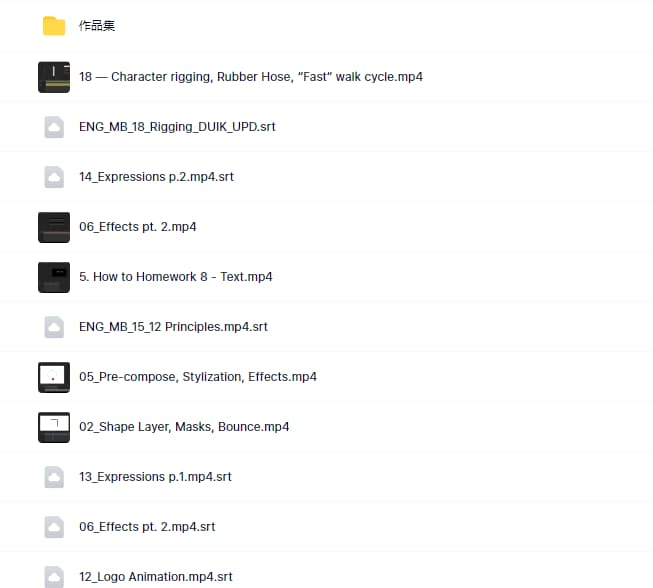 作品集
18 — Character rigging, Rubber Hose, “Fast” walk cycle.mp4
ENG_MB_18_Rigging_DUIK_UPD.srt
14_Expressions p.2.mp4.srt
06_Effects pt. 2.mp4
5. How to Homework 8 - Text.mp4
ENG_MB_15_12 Principles.mp4.srt
05_Pre-compose, Stylization, Effects.mp4
02_Shape Layer, Masks, Bounce.mp4
13_Expressions p.1.mp4.srt
06_Effects pt. 2.mp4.srt
12_Logo Animation.mp4.srt